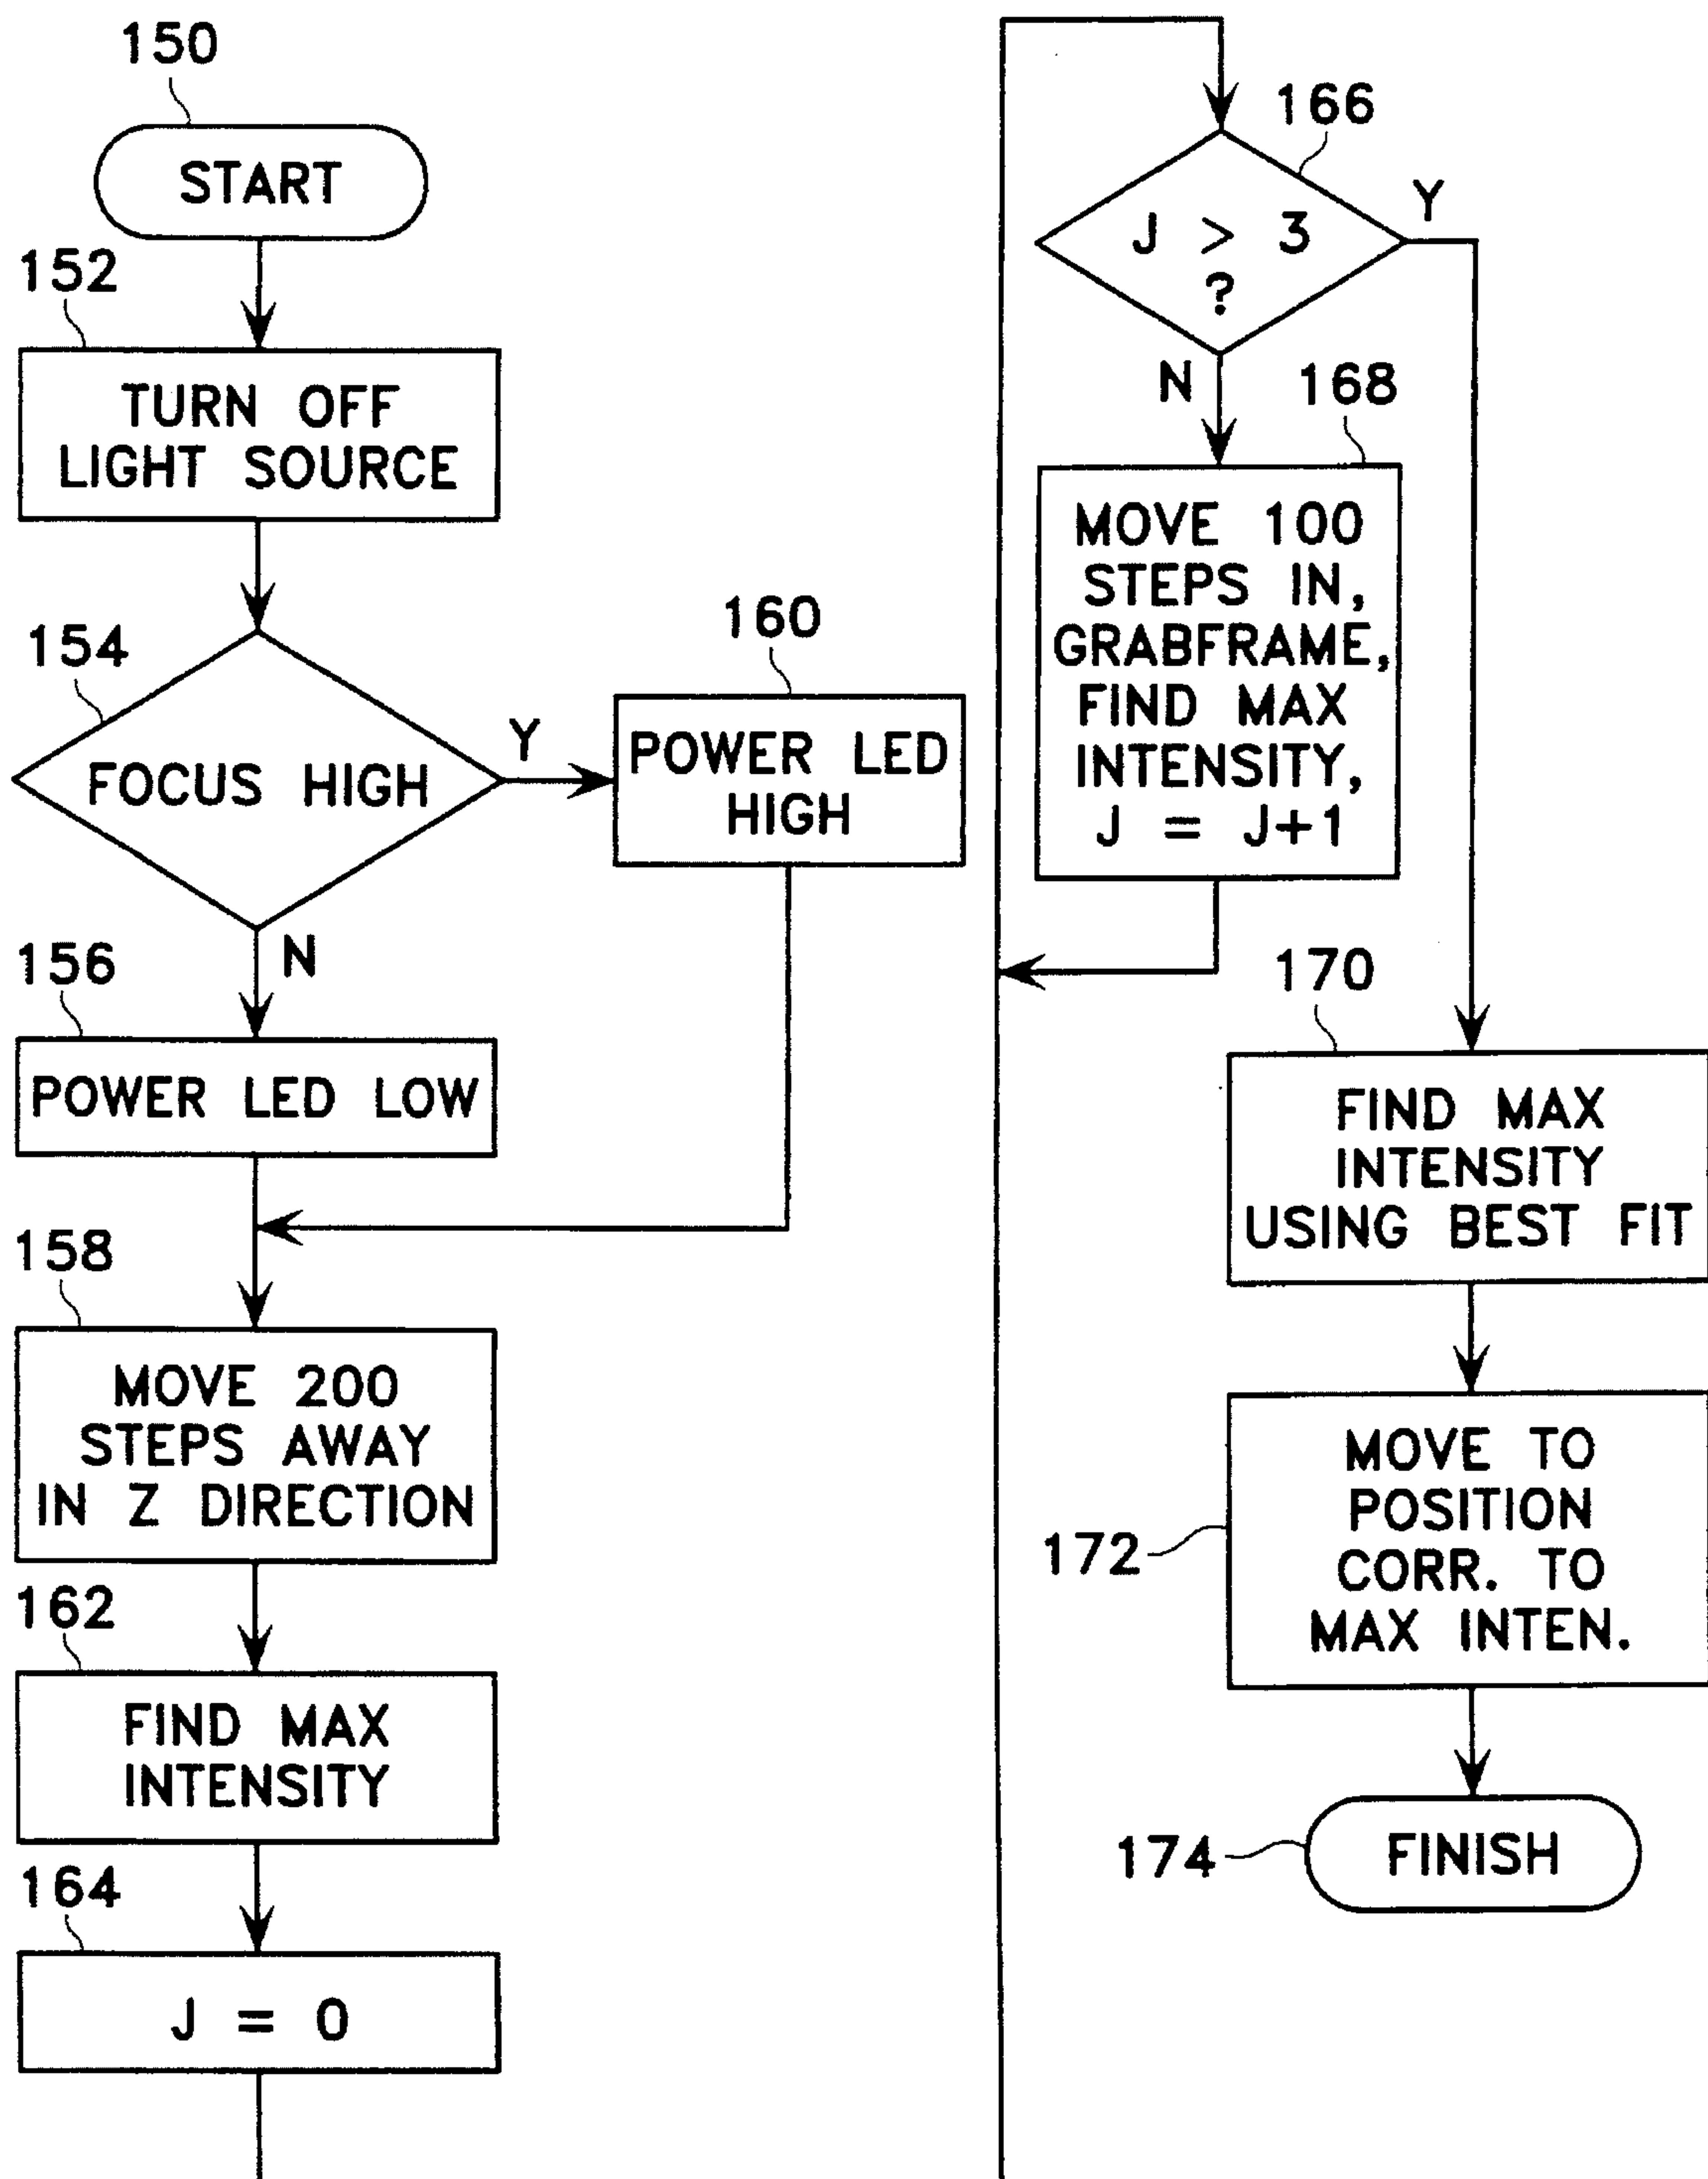 150
START
152
TURN OFF
LIGHT SOURCE
154
FOCUS HIGH
Y
160
POWER LED
HIGH
N
156
POWER LED LOW
158
MOVE 200
STEPS AWAY
IN Z DIRECTION
162
FIND MAX
INTENSITY
164
J = 0
166
J > 3
?
Y
N
168
MOVE 100
STEPS IN,
GRABFRAME,
FIND MAX
INTENSITY,
J = J+1
170
FIND MAX
INTENSITY
USING BEST FIT
172
MOVE TO
POSITION
CORR. TO
MAX INTEN.
174
FINISH